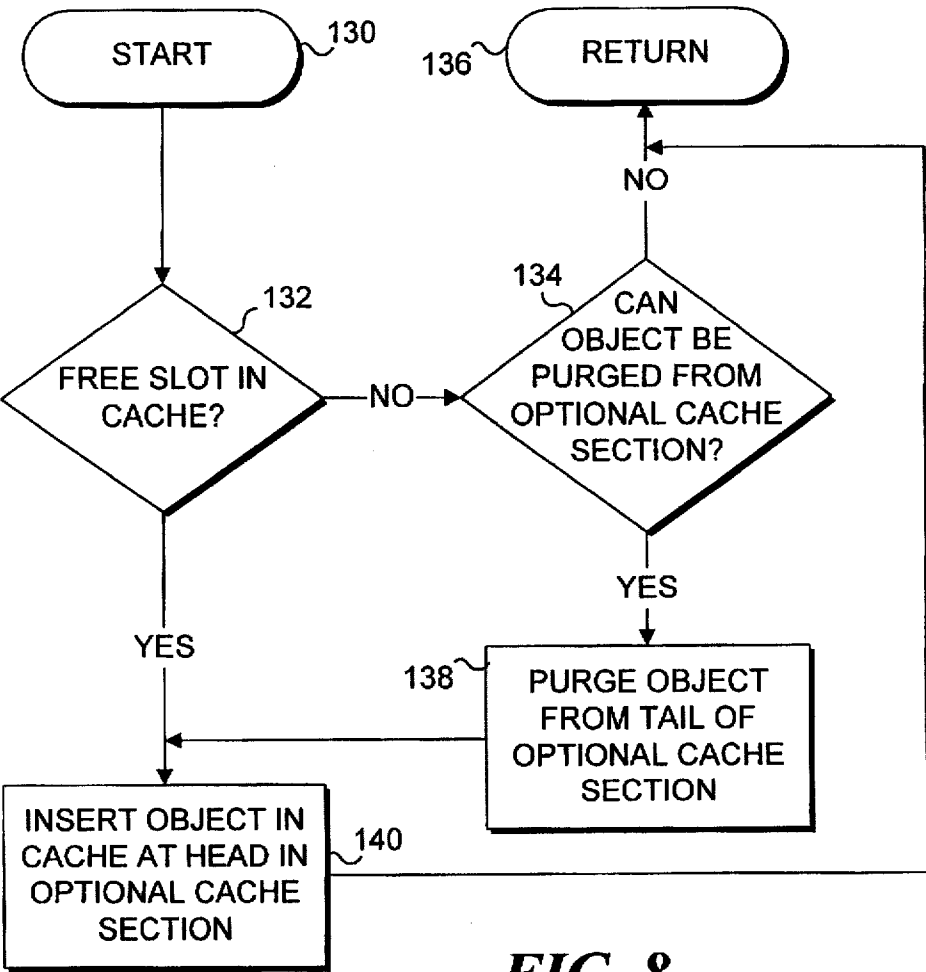 START
130
136
RETURN
NO
132
FREE SLOT IN
CACHE?
NO
134
CAN
OBJECT BE
PURGED FROM
OPTIONAL CACHE
SECTION?
YES
YES
138
PURGE OBJECT
FROM TAIL OF
OPTIONAL CACHE
SECTION
INSERT OBJECT IN
CACHE AT HEAD IN
OPTIONAL CACHE
SECTION
140
FIG. 8